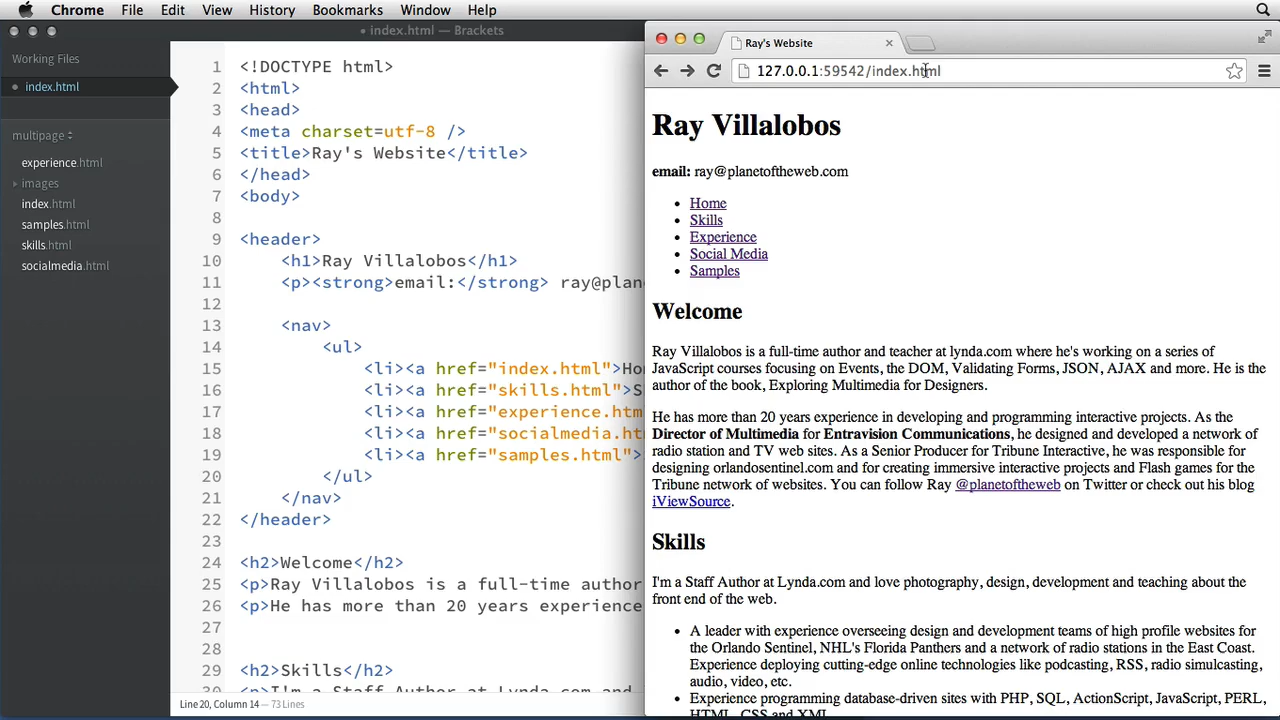 Chrome File Edit View History Bookmarks Window Help
• index.html — Brackets
Working Files
• index.html
multipage
experience.html
images
index.html
samples.html
skills.html
socialmedia.html
1 <!DOCTYPE html>
2 <html>
3 <head>
4 <meta charset=utf-8 />
5 <title>Ray's Website</title>
6 </head>
7 <body>
8
9 <header>
10 <h1>Ray Villalobos</h1>
11 <p><strong>email:</strong> ray@plan
12
13 <nav>
14 <ul>
15 <li><a href="index.html">Ho
16 <li><a href="skills.html">S
17 <li><a href="experience.htm
18 <li><a href="socialmedia.ht
19 <li><a href="samples.html">
20 </ul>
21 </nav>
22 </header>
23
24 <h2>Welcome</h2>
25 <p>Ray Villalobos is a full-time author
26 <p>He has more than 20 years experience
27
28
29 <h2>Skills</h2>
30 <p>I'm a Staff Author at Lynda.com and
Line 20, Column 14 — 73 Lines
Ray's Website
127.0.0.1:59542/index.html
Ray Villalobos
email: ray@planetoftheweb.com
• Home
• Skills
• Experience
• Social Media
• Samples
Welcome
Ray Villalobos is a full-time author and teacher at lynda.com where he's working on a series of
JavaScript courses focusing on Events, the DOM, Validating Forms, JSON, AJAX and more. He is the
author of the book, Exploring Multimedia for Designers.
He has more than 20 years experience in developing and programming interactive projects. As the
Director of Multimedia for Entravision Communications, he designed and developed a network of
radio station and TV web sites. As a Senior Producer for Tribune Interactive, he was responsible for
designing orlandosentinel.com and for creating immersive interactive projects and Flash games for the
Tribune network of websites. You can follow Ray @planetoftheweb on Twitter or check out his blog
iViewSource.
Skills
I'm a Staff Author at Lynda.com and love photography, design, development and teaching about the
front end of the web.
• A leader with experience overseeing design and development teams of high profile websites for
the Orlando Sentinel, NHL's Florida Panthers and a network of radio stations in the East Coast.
Experience deploying cutting-edge online technologies like podcasting, RSS, radio simulcasting,
audio, video, etc.
• Experience programming database-driven sites with PHP, SQL, ActionScript, JavaScript, PERL,
HTML, CSS and XML